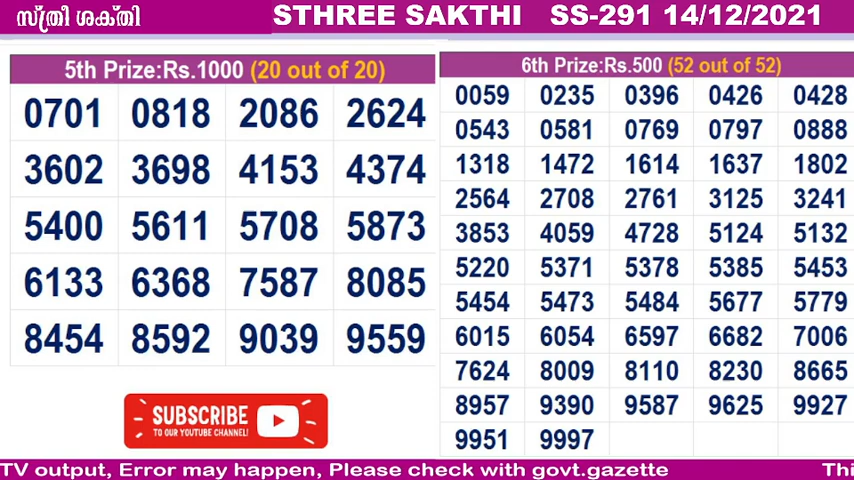 സ്ത്രീ ശക്തി STHREE SAKTHI SS-291 14/12/2021
5th Prize:Rs.1000 (20 out of 20)
0701 0818 2086 2624
3602 3698 4153 4374
5400 5611 5708 5873
6133 6368 7587 8085
8454 8592 9039 9559
SUBSCRIBE
TO OUR YOUTUBE CHANNEL!
6th Prize:Rs.500 (52 out of 52)
0059 0235 0396 0426 0428
0543 0581 0769 0797 0888
1318 1472 1614 1637 1802
2564 2708 2761 3125 3241
3853 4059 4728 5124 5132
5220 5371 5378 5385 5453
5454 5473 5484 5677 5779
6015 6054 6597 6682 7006
7624 8009 8110 8230 8665
8957 9390 9587 9625 9927
9951 9997
TV output, Error may happen, Please check with govt.gazette Thi